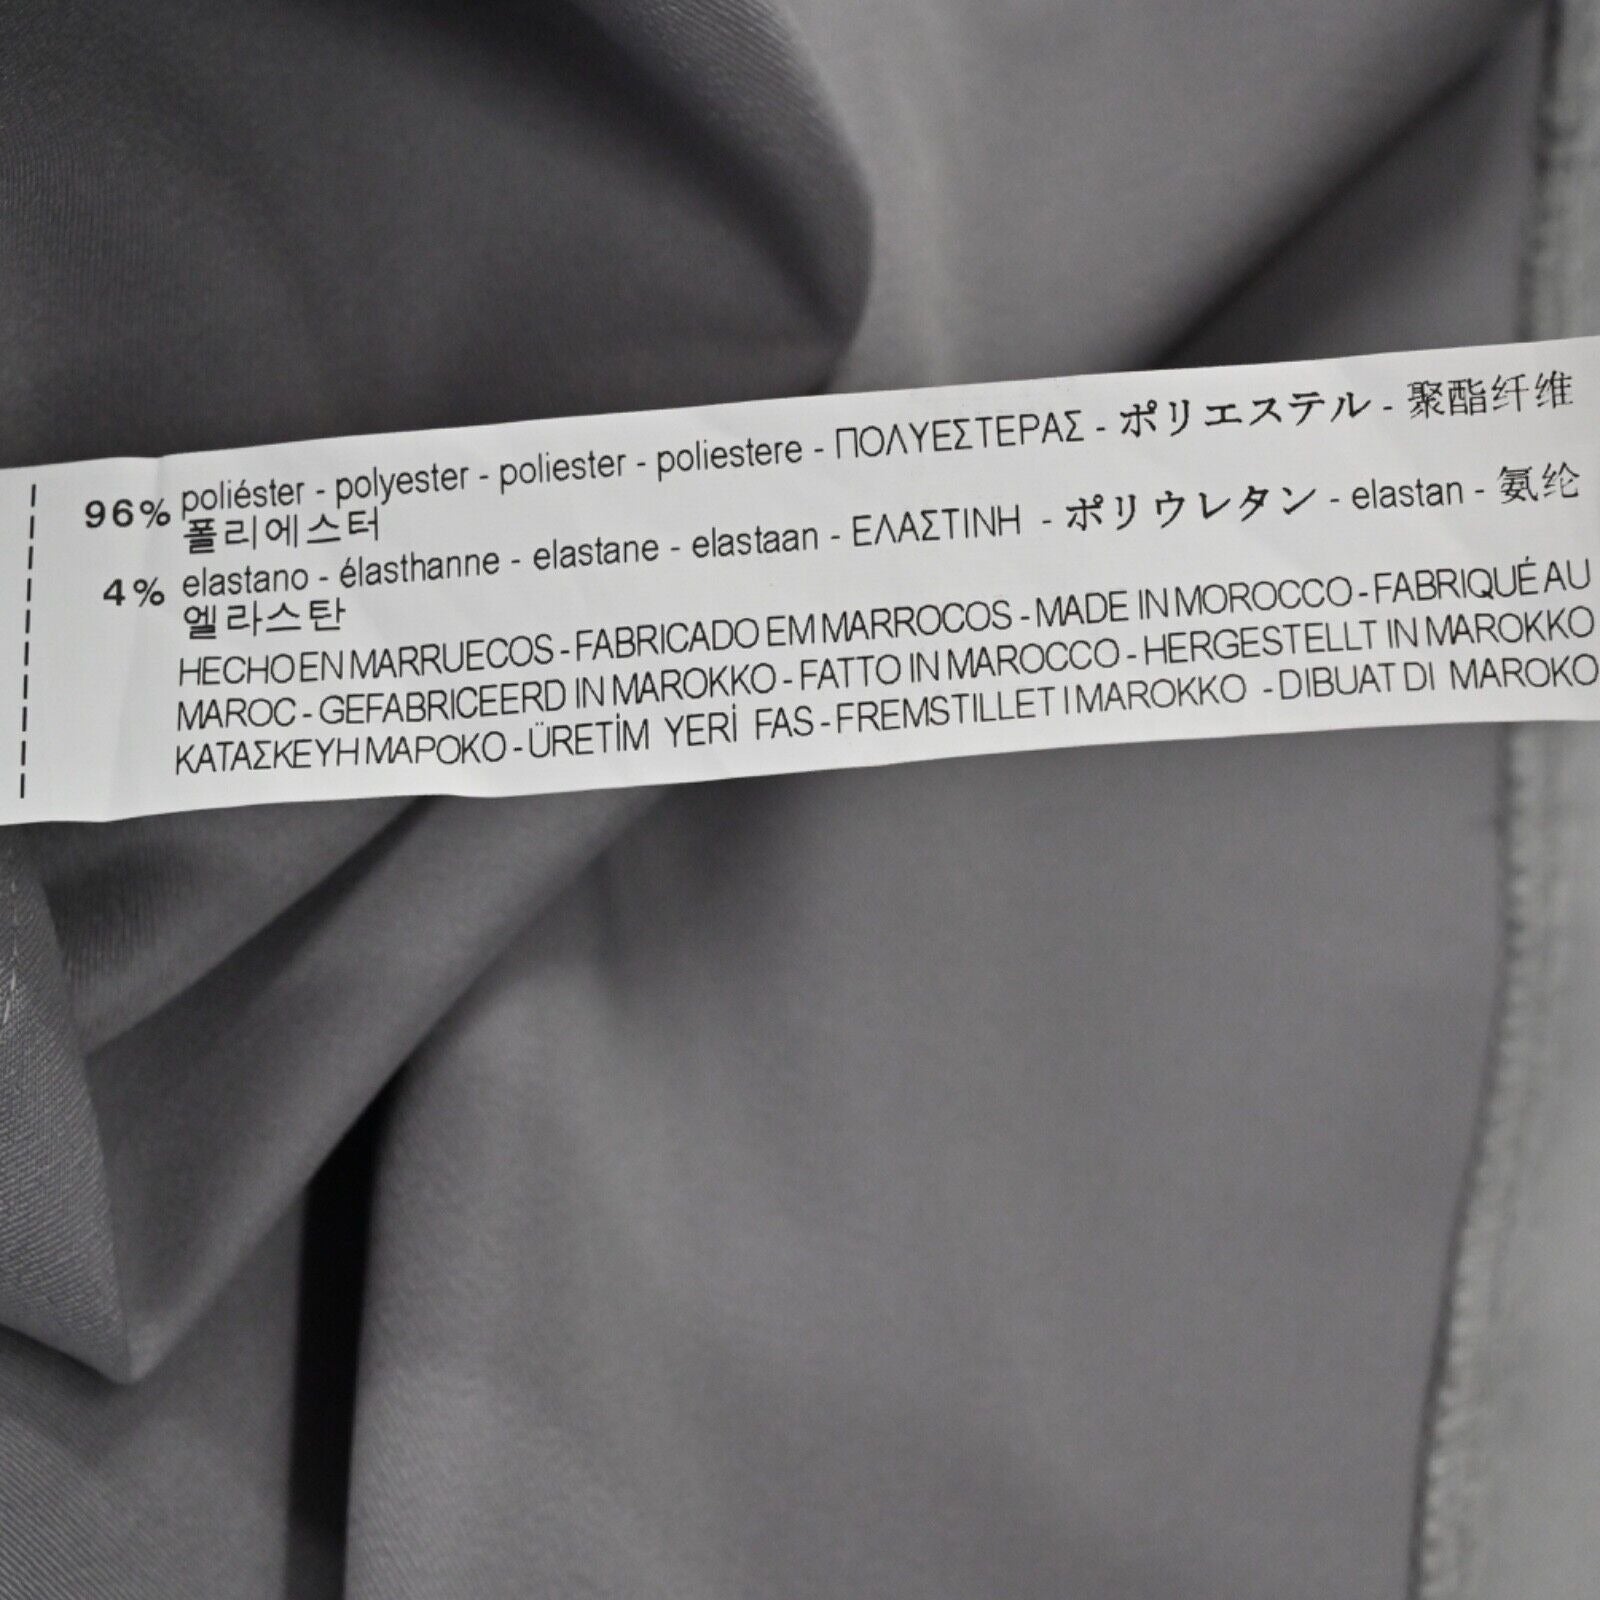 96% poliéster - polyester - poliester - poliestere - ΠΟΛΥΕΣΤΕΡΑΣ - ポリエステル - 聚酯纤维
폴리에스터
4% elastano - élasthanne - elastane - elastaan - ΕΛΑΣΤΙΝΗ - ポリウレタン - elastan - 氨纶
엘라스탄
HECHO EN MARRUECOS - FABRICADO EM MARROCOS - MADE IN MOROCCO - FABRIQUÉ AU
MAROC - GEFABRICEERD IN MAROKKO - FATTO IN MAROCCO - HERGESTELLT IN MAROKKO
ΚΑΤΑΣΚΕΥΗ ΜΑΡΟΚΟ - ÜRETİM YERİ FAS - FREMSTILLET I MAROKKO - DIBUAT DI MAROKO